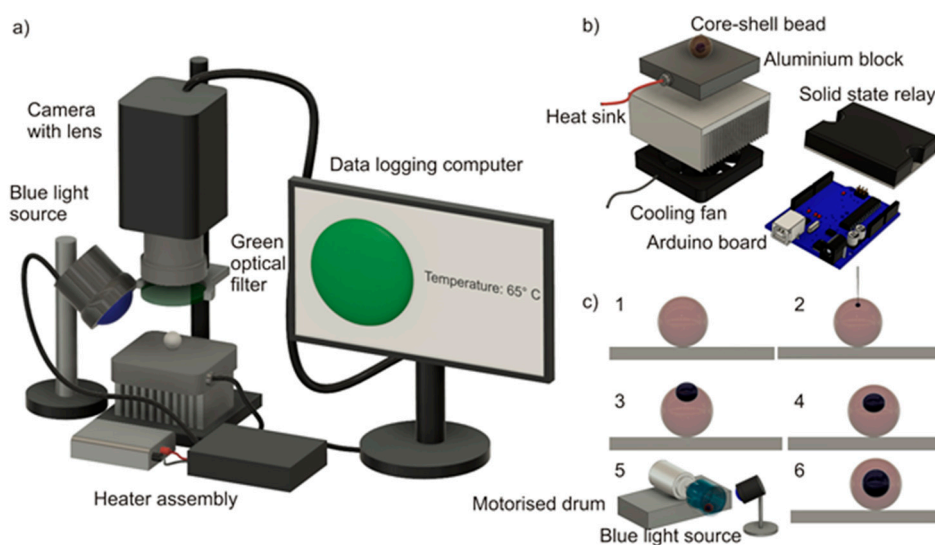 a)
Camera
with lens
Blue light
source
Green
optical
filter
Data logging computer
Temperature: 65° C
Heater assembly
b)
Core-shell bead
Aluminium block
Heat sink
Solid state relay
Cooling fan
Arduino board
c)
1
2
3
4
5
6
Motorised drum
Blue light source